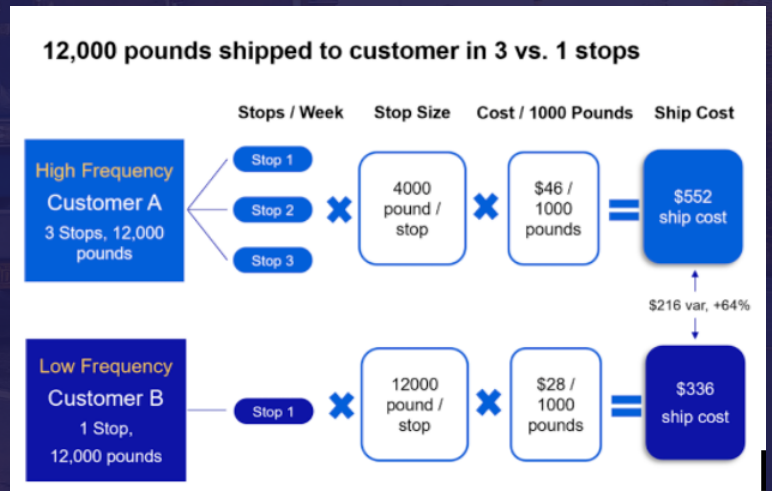 12,000 pounds shipped to customer in 3 vs. 1 stops
Stops / Week
Stop Size
Cost / 1000 Pounds
Ship Cost
High Frequency
Customer A
3 Stops, 12,000
pounds
Stop 1
Stop 2
Stop 3
4000
pound /
stop
$46 /
1000
pounds
$552
ship cost
$216 var, +64%
Low Frequency
Customer B
1 Stop,
12,000 pounds
Stop 1
12000
pound /
stop
$28 /
1000
pounds
$336
ship cost